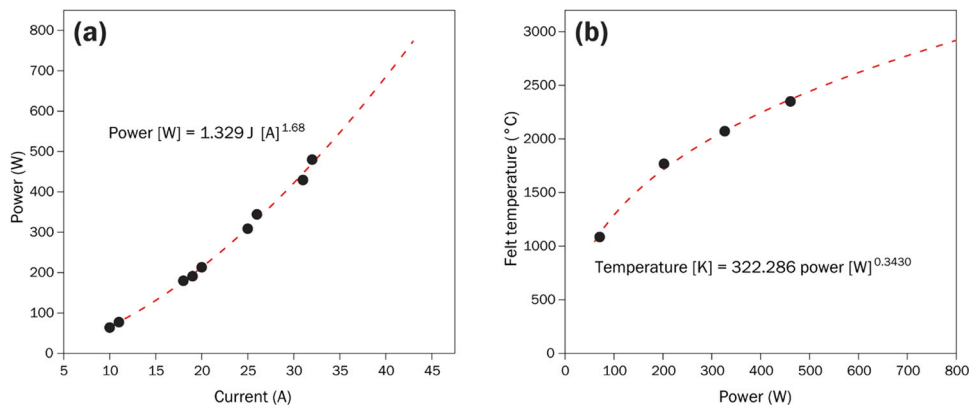 (a)
800
700
600
500
400
300
200
100
0
Power (W)
Power [W] = 1.329 J [A]^1.68
5 10 15 20 25 30 35 40 45
Current (A)
(b)
3000
2500
2000
1500
1000
500
0
Felt temperature (°C)
Temperature [K] = 322.286 power [W]^0.3430
0 100 200 300 400 500 600 700 800
Power (W)